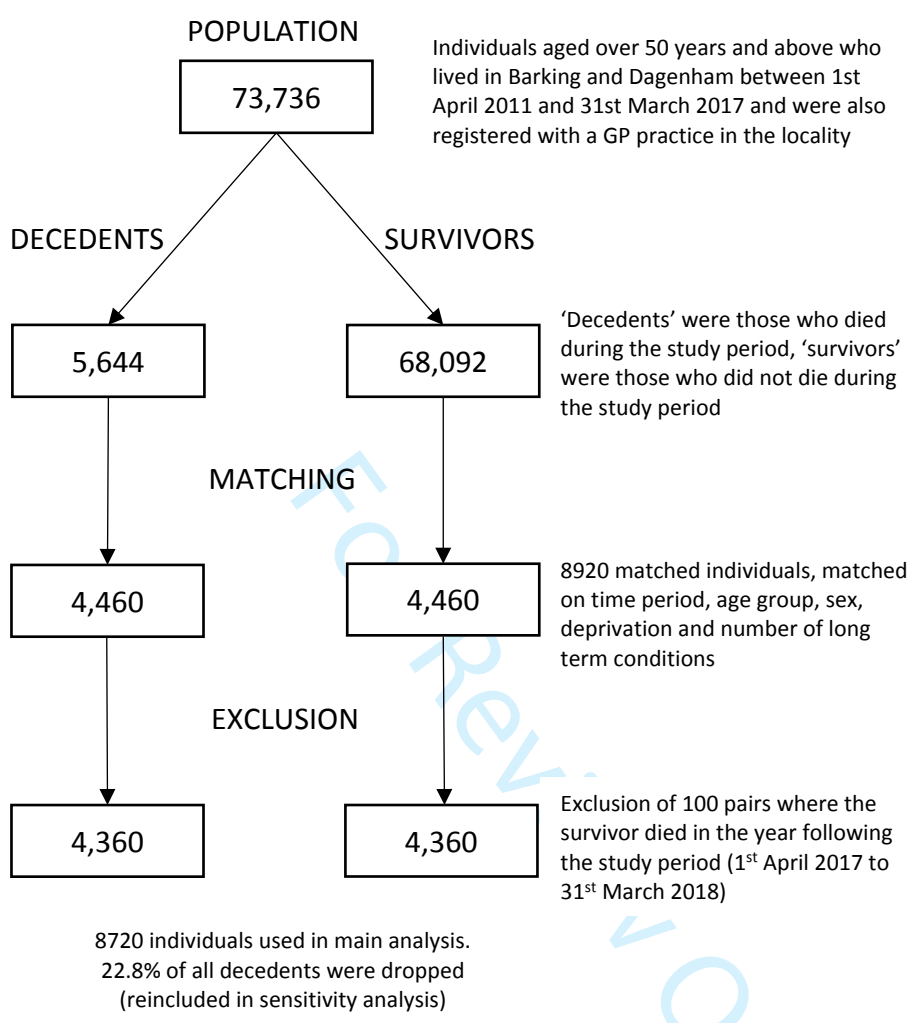 POPULATION
73,736
Individuals aged over 50 years and above who
lived in Barking and Dagenham between 1st
April 2011 and 31st March 2017 and were also
registered with a GP practice in the locality
DECEDENTS
SURVIVORS
5,644
68,092
‘Decedents’ were those who died
during the study period, ‘survivors’
were those who did not die during
the study period
MATCHING
4,460
4,460
8920 matched individuals, matched
on time period, age group, sex,
deprivation and number of long
term conditions
EXCLUSION
4,360
4,360
Exclusion of 100 pairs where the
survivor died in the year following
the study period (1st April 2017 to
31st March 2018)
8720 individuals used in main analysis.
22.8% of all decedents were dropped
(reincluded in sensitivity analysis)
For Review O